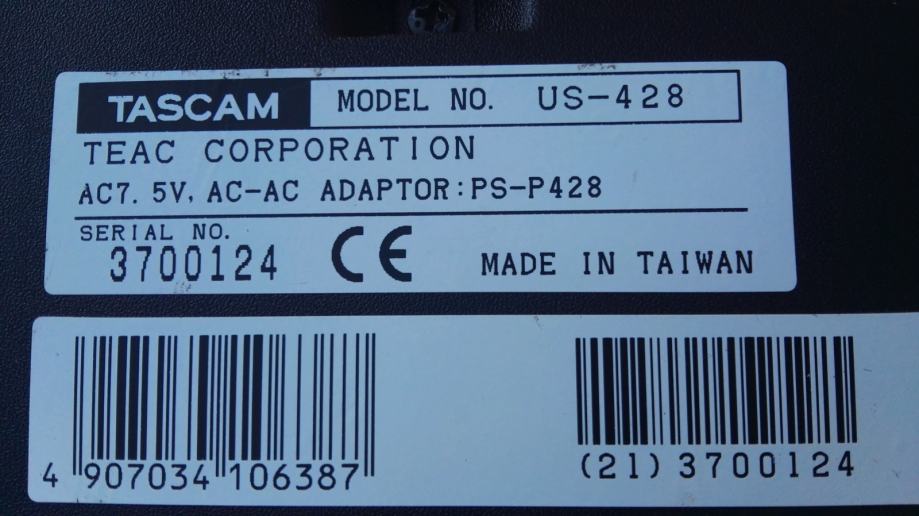 TASCAM MODEL NO. US-428
TEAC CORPORATION
AC7. 5V, AC-AC ADAPTOR:PS-P428
SERIAL NO.
3700124 CE MADE IN TAIWAN
4 907034 106387
(21) 3700124